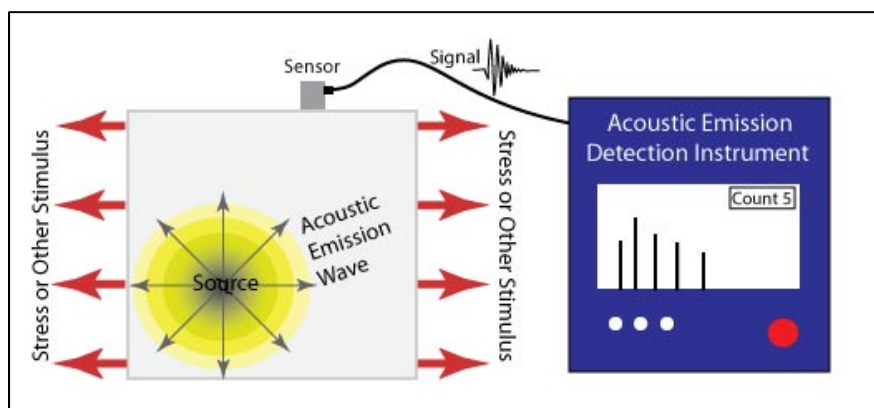 Sensor
Signal
Stress or Other Stimulus
Source
Acoustic
Emission
Wave
Stress or Other Stimulus
Acoustic Emission
Detection Instrument
Count 5